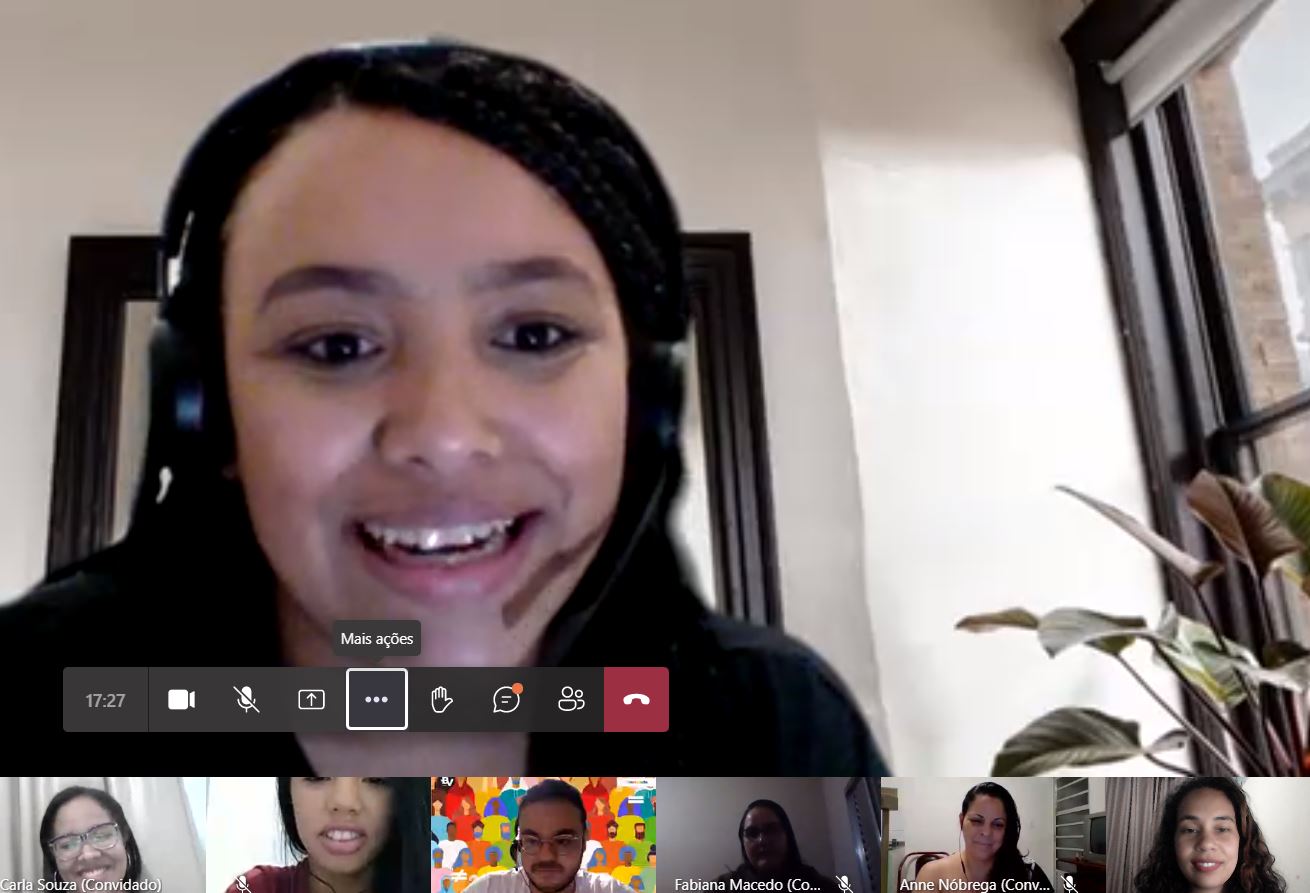 Mais ações
17:27
Carla Souza (Convidado)
Fabiana Macedo (Co...
Anne Nóbrega (Conv...